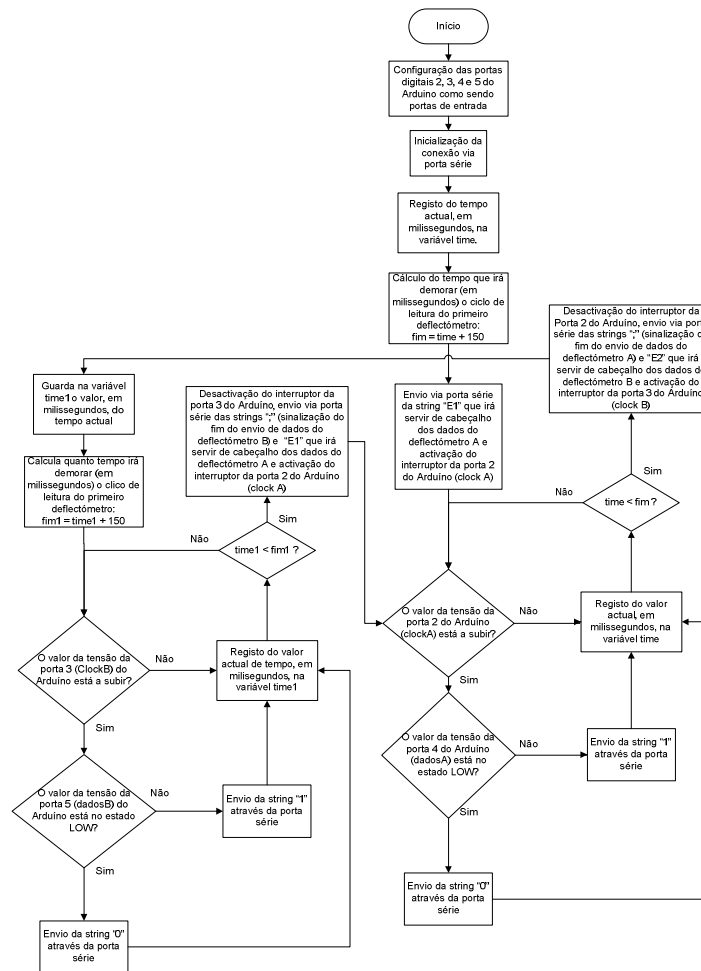 Início
Configuração das portas
digitais 2, 3, 4 e 5 do
Arduíno como sendo
portas de entrada
Inicialização da
conexão via
porta série
Registo do tempo
actual, em
milissegundos, na
variável time.
Cálculo do tempo que irá
demorar (em
milissegundos) o ciclo de
leitura do primeiro
deflectómetro:
fim = time + 150
Desactivação do interruptor da
Porta 2 do Arduíno, envio via port
série das strings ";" (sinalização d
fim do envio de dados do
deflectómetro A) e "E2" que irá
servir de cabeçalho dos dados do
deflectómetro B e activação do
interruptor da porta 3 do Arduíno
(clock B)
Guarda na variável
time1 o valor, em
milissegundos, do
tempo actual
Desactivação do interruptor da
porta 3 do Arduíno, envio via porta
série das strings ";" (sinalização do
fim do envio de dados do
deflectómetro B) e "E1" que irá
servir de cabeçalho dos dados do
deflectómetro A e activação do
interruptor da porta 2 do Arduíno
(clock A)
Envio via porta série
da string "E1" que irá
servir de cabeçalho
dos dados do
deflectómetro A e
activação do
interruptor da porta 2
do Arduíno (clock A)
Calcula quanto tempo irá
demorar (em
milissegundos) o clico de
leitura do primeiro
deflectómetro:
fim1 = time1 + 150
Sim
Não
time < fim ?
Sim
Não
time1 < fim1 ?
O valor da tensão da
porta 2 do Arduíno
(clockA) está a subir?
Não
Registo do valor
actual, em
milissegundos, na
variável time
Sim
O valor da tensão da
porta 3 (ClockB) do
Arduíno está a subir?
Não
Registo do valor
actual de tempo, em
milisegundos, na
variável time1
Sim
O valor da tensão da
porta 4 do Arduíno
(dadosA) está no
estado LOW?
Não
Envio da string "1"
através da porta
série
Sim
O valor da tensão da
porta 5 (dadosB) do
Arduíno está no estado
LOW?
Não
Envio da string "1"
através da porta
série
Sim
Envio da string "0"
através da porta
série
Envio da string "0"
através da porta
série